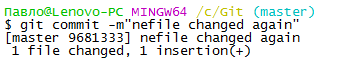 Павло@Lenovo-PC MINGW64 /c/Git (master)
$ git commit -m"nefile changed again"
[master 9681333] nefile changed again
 1 file changed, 1 insertion(+)